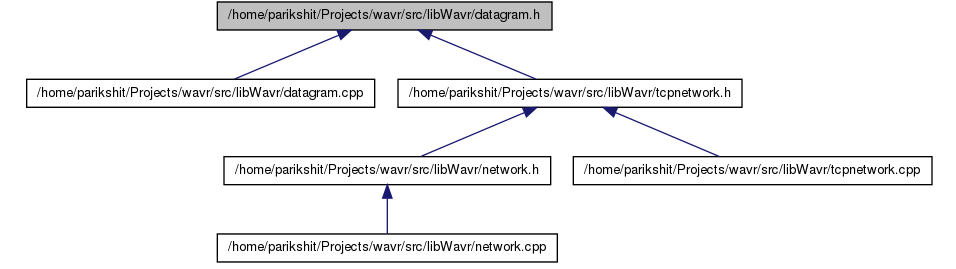 /home/parikshit/Projects/wavr/src/libWavr/datagram.h
/home/parikshit/Projects/wavr/src/libWavr/datagram.cpp
/home/parikshit/Projects/wavr/src/libWavr/tcpnetwork.h
/home/parikshit/Projects/wavr/src/libWavr/network.h
/home/parikshit/Projects/wavr/src/libWavr/tcpnetwork.cpp
/home/parikshit/Projects/wavr/src/libWavr/network.cpp